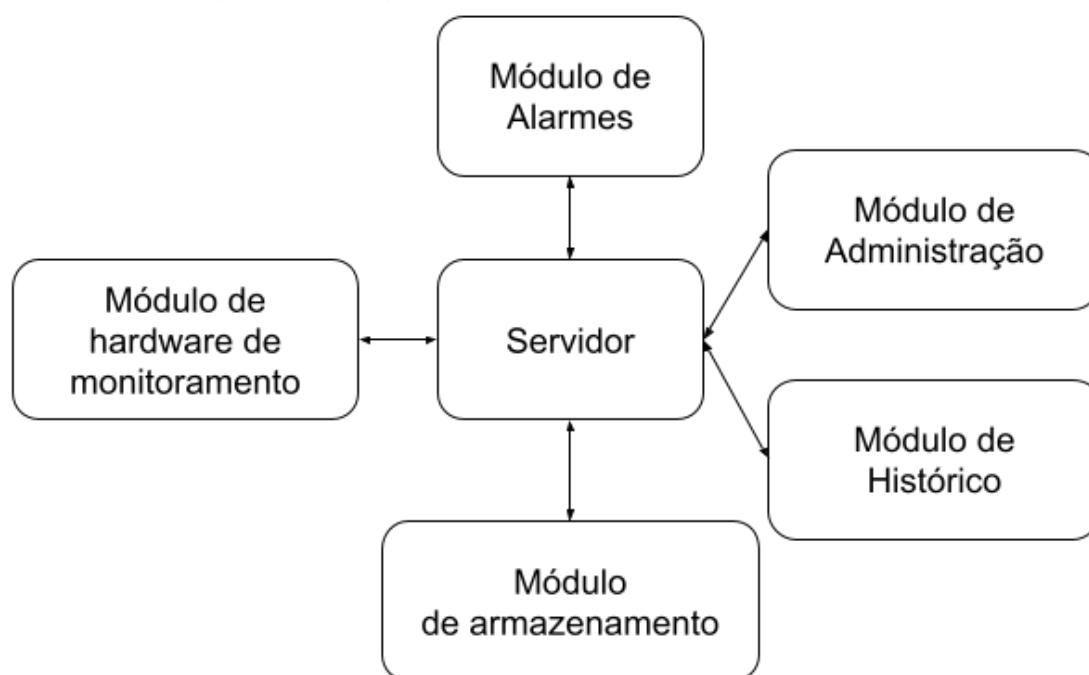 Módulo de
Alarmes
Módulo de
Administração
Módulo de
hardware de
monitoramento
Servidor
Módulo de
Histórico
Módulo
de armazenamento